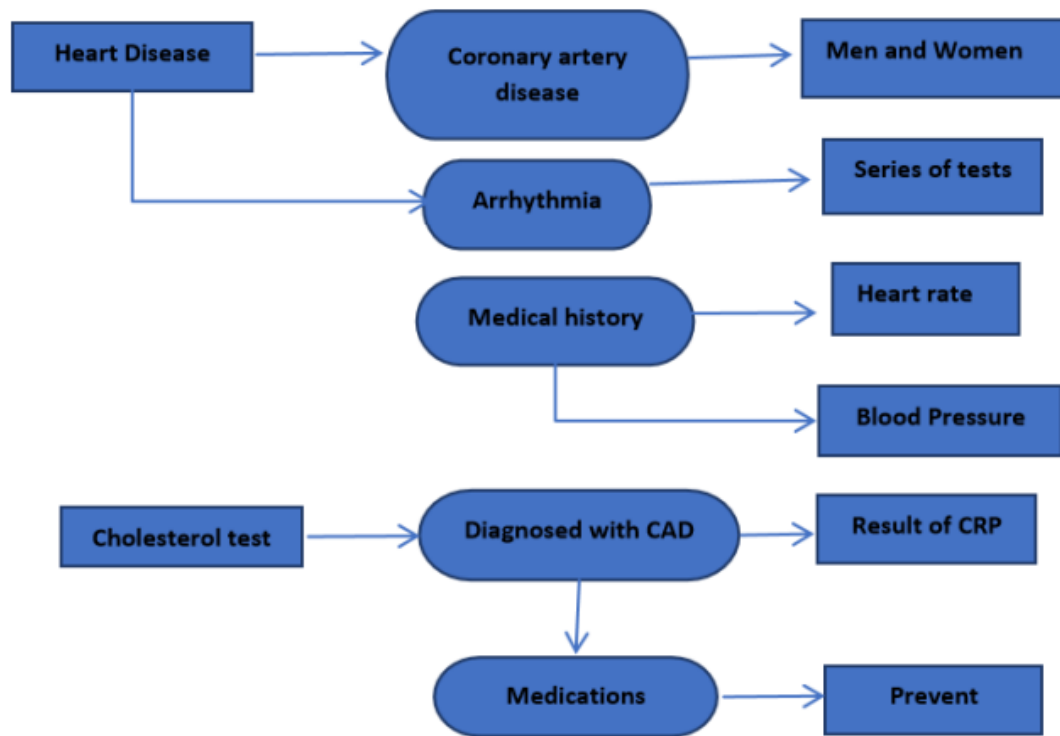 Heart Disease
Coronary artery
disease
Men and Women
Arrhythmia
Series of tests
Medical history
Heart rate
Blood Pressure
Cholesterol test
Diagnosed with CAD
Result of CRP
Medications
Prevent